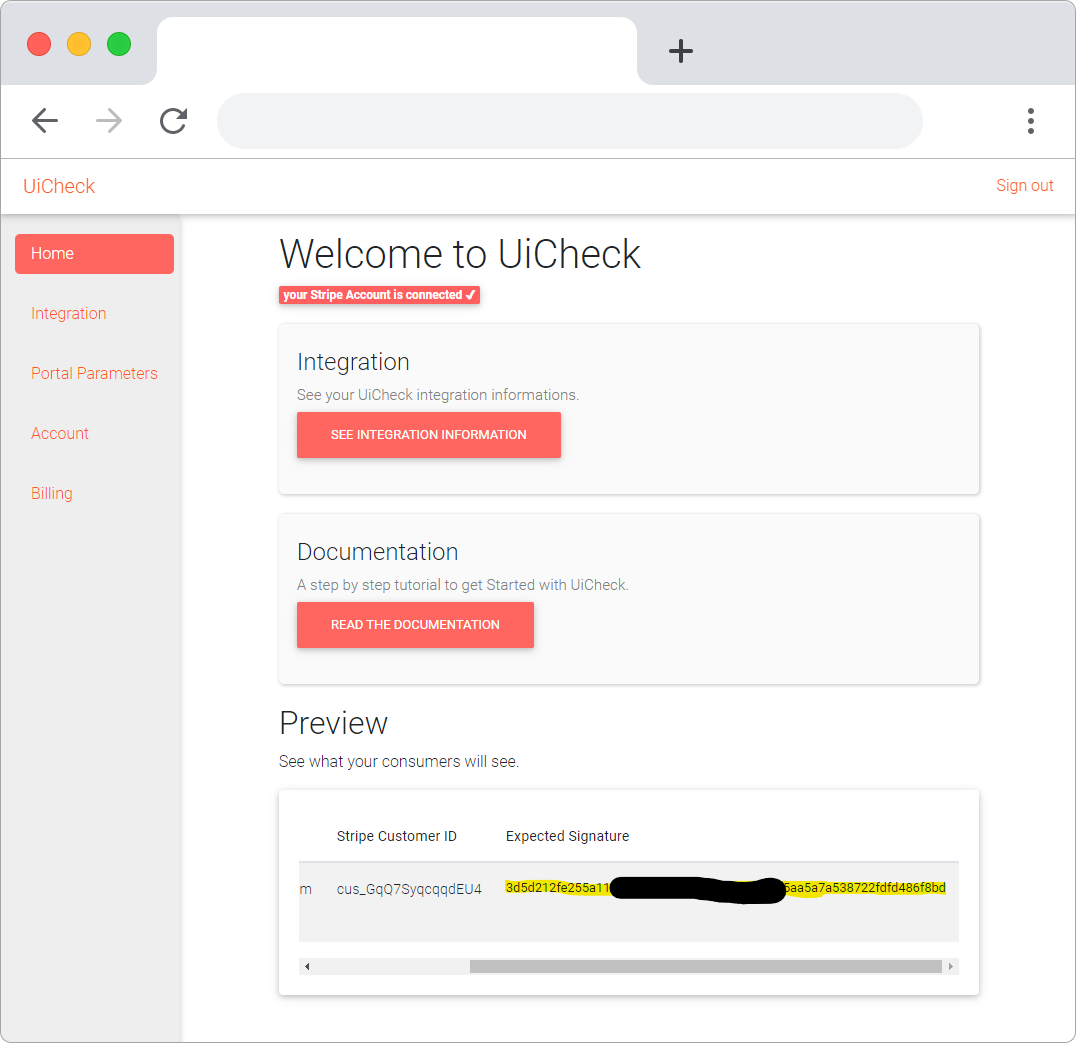 UiCheck
Sign out
Home
Integration
Portal Parameters
Account
Billing
Welcome to UiCheck
your Stripe Account is connected ✔
Integration
See your UiCheck integration informations.
SEE INTEGRATION INFORMATION
Documentation
A step by step tutorial to get Started with UiCheck.
READ THE DOCUMENTATION
Preview
See what your consumers will see.
Stripe Customer ID Expected Signature
m cus_GqQ7SyqcqqdEU4 3d5d212fe255a11 5aa5a7a538722fdfd486f8bd